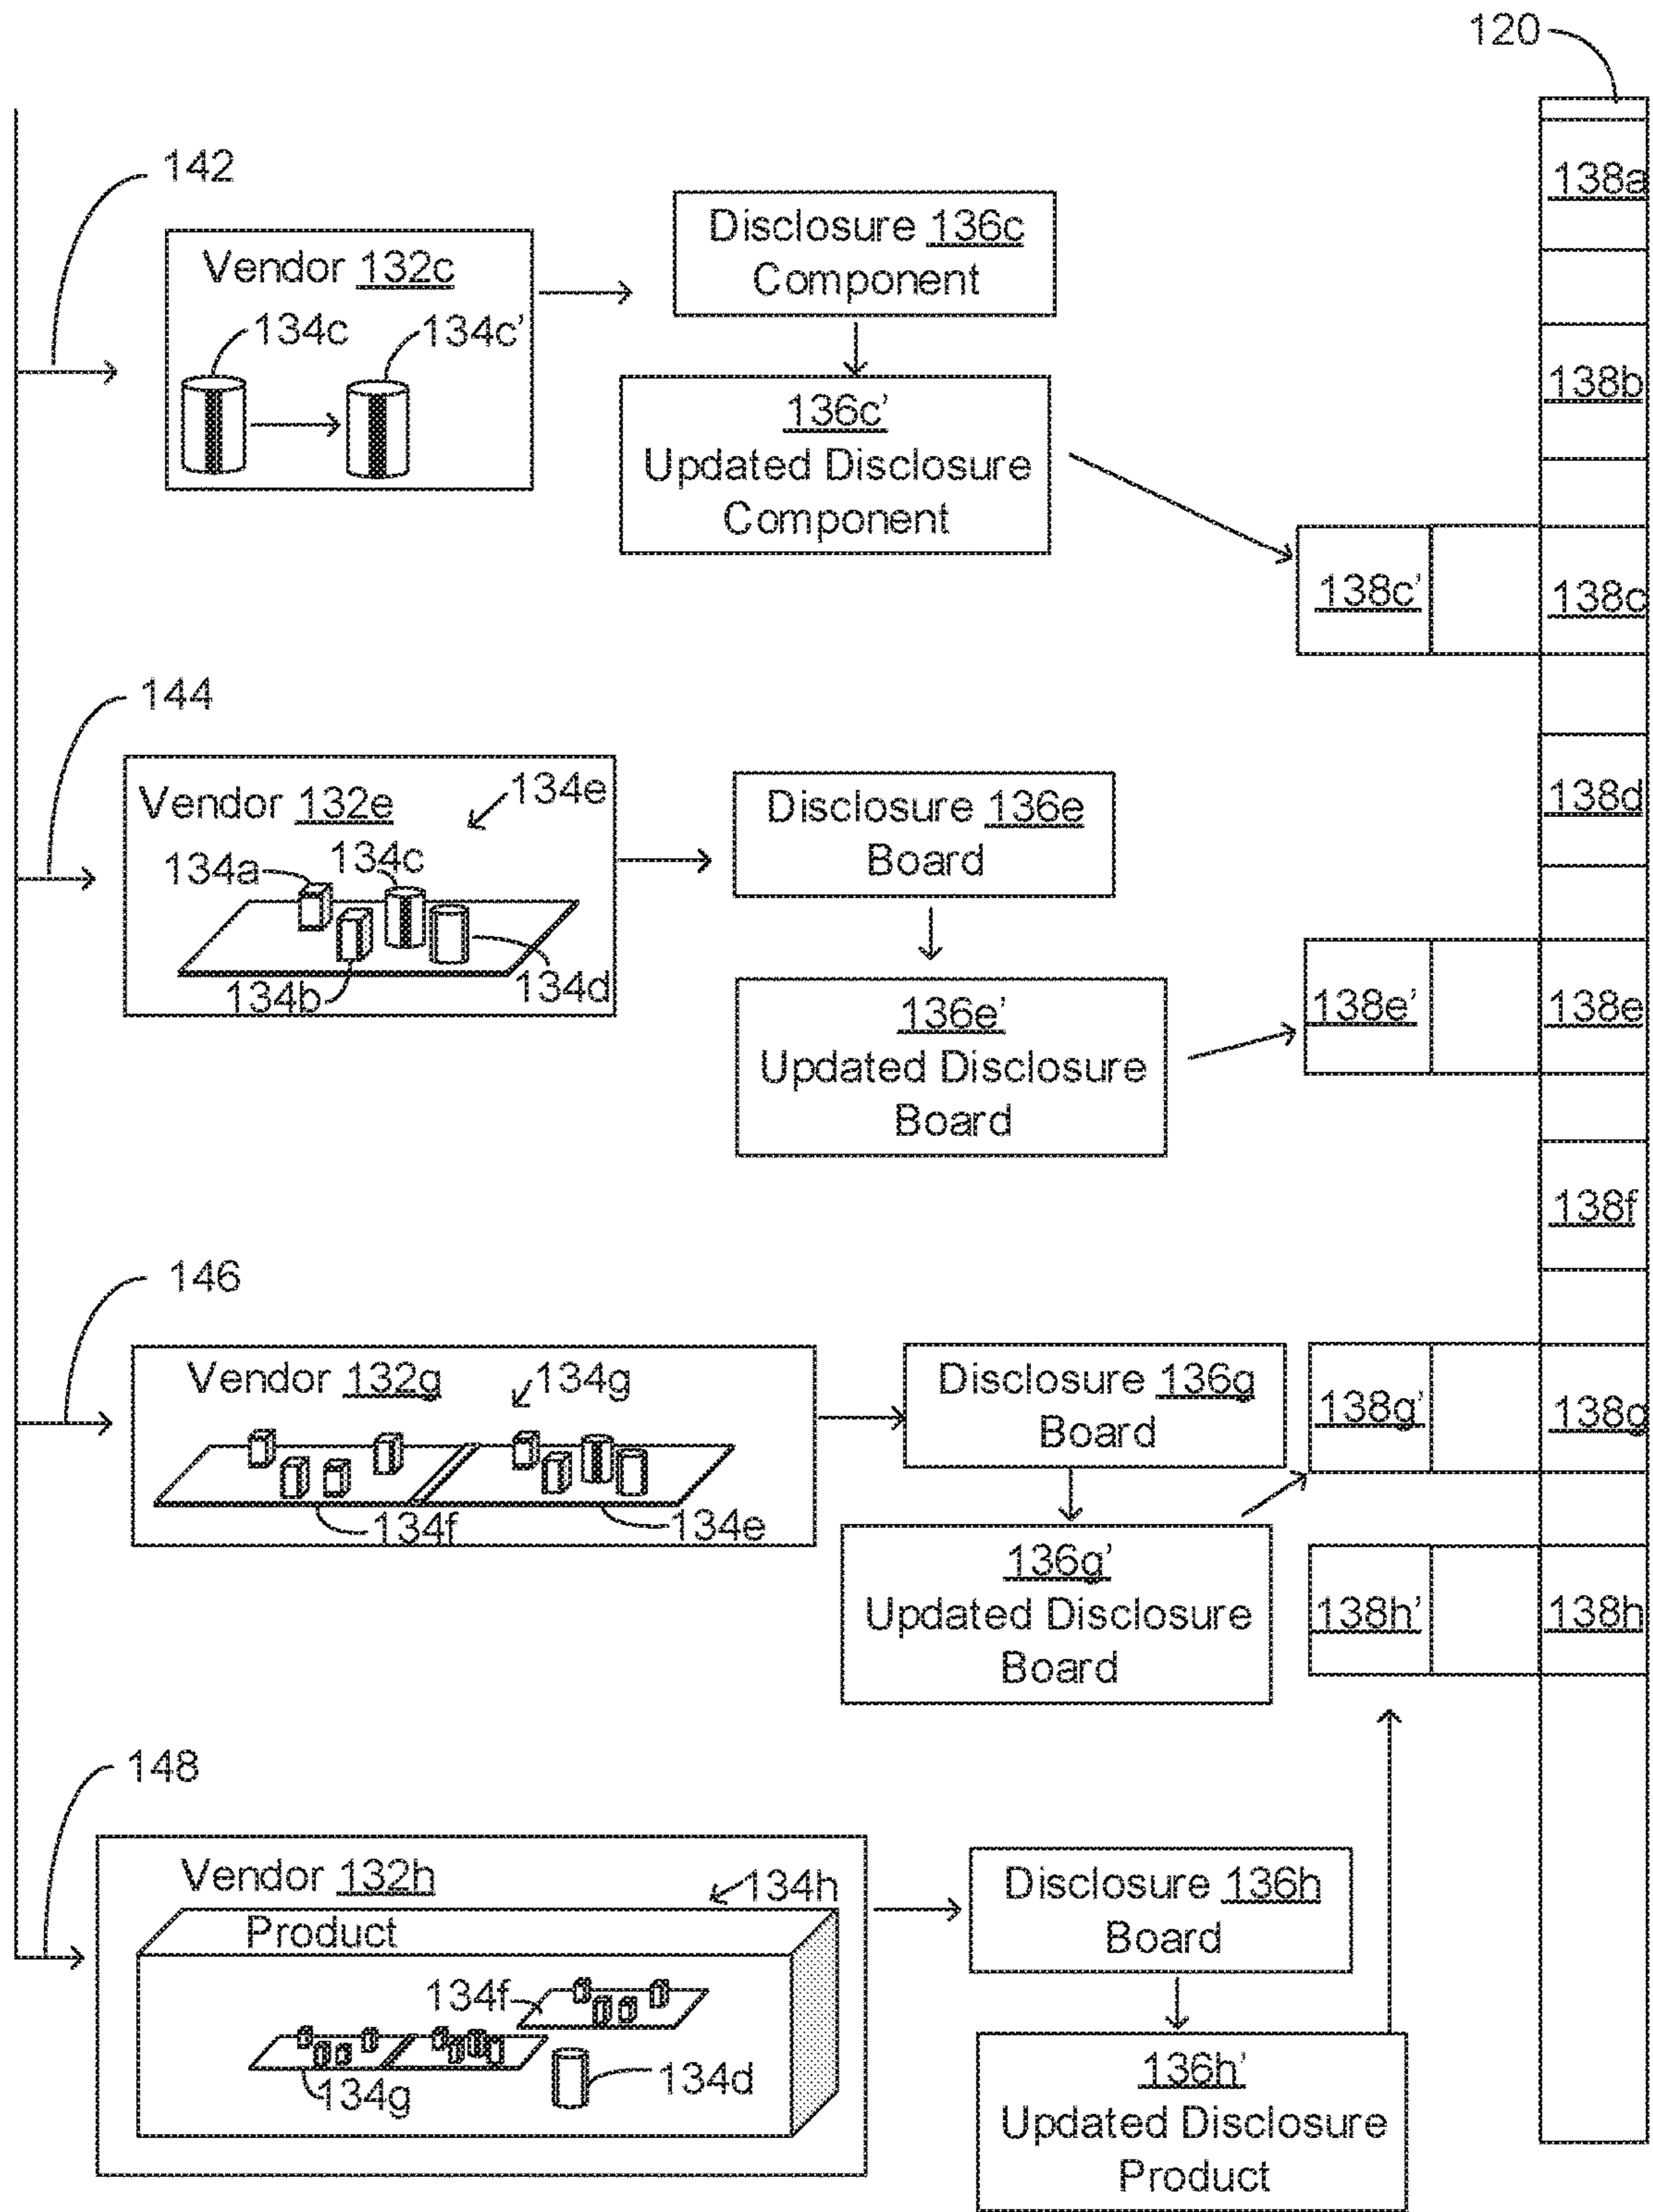 120
138a
142
Disclosure 136c
Component
Vendor 132c
134c
134c'
138b
136c'
Updated Disclosure
Component
138c'
138c
144
Vendor 132e
134e
Disclosure 136e
Board
138d
134a
134c
134b
134d
136e'
Updated Disclosure
Board
138e'
138e
138f
146
Vendor 132g
134g
Disclosure 136g
Board
138g'
138g
134f
134e
136g'
Updated Disclosure
Board
138h'
138h
148
Vendor 132h
134h
Disclosure 136h
Board
Product
134f
134g
134d
136h'
Updated Disclosure
Product